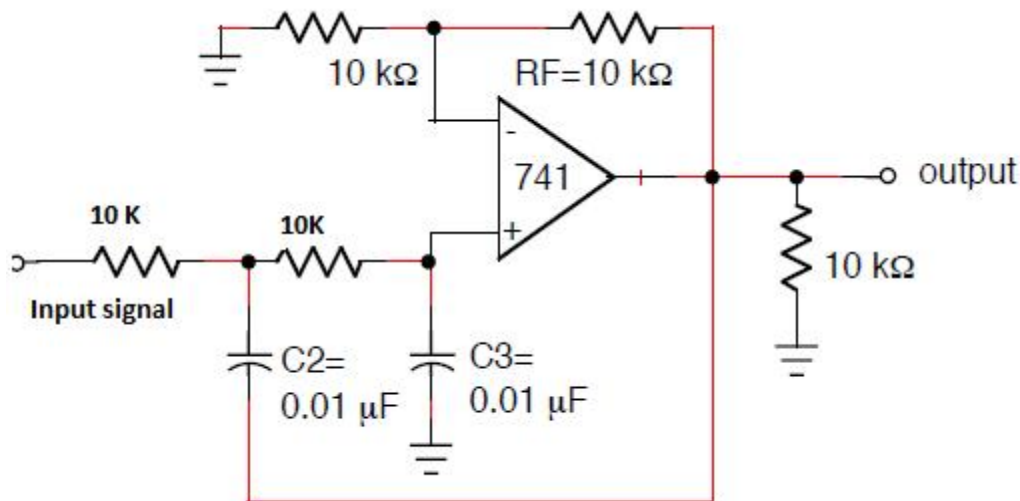 10 kΩ
RF=10 kΩ
-
741
+
output
10 K
10K
10 kΩ
Input signal
C2=
0.01 μF
C3=
0.01 μF